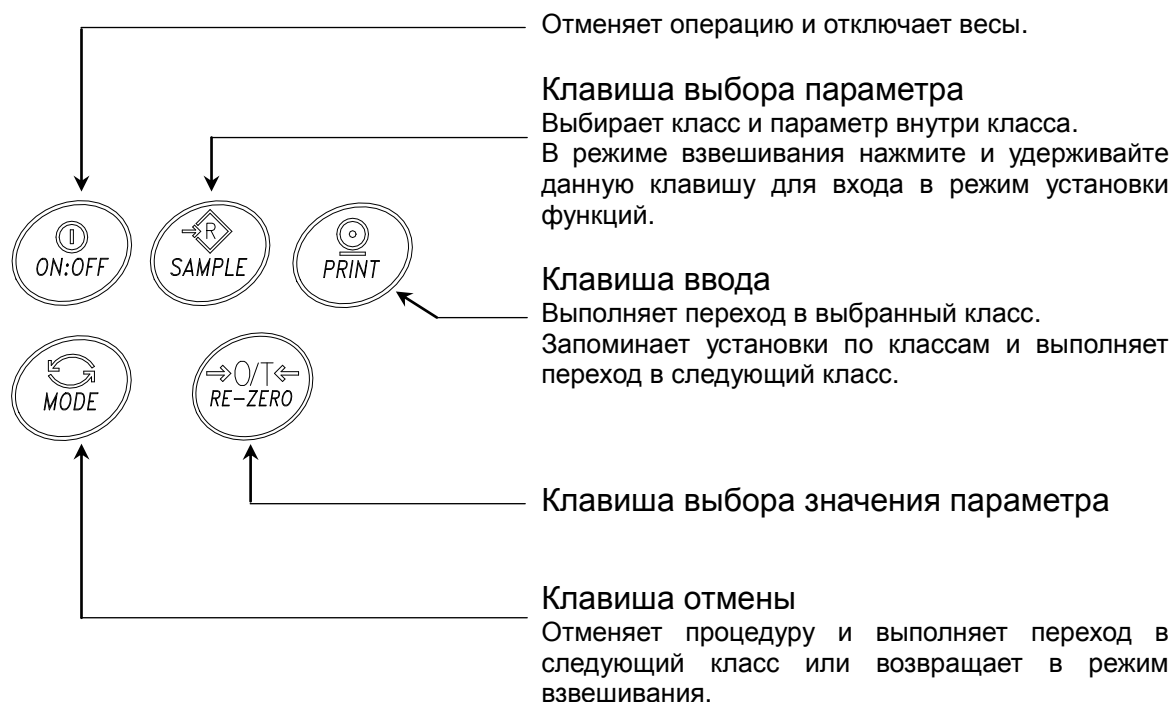 Отменяет операцию и отключает весы.
Клавиша выбора параметра
Выбирает класс и параметр внутри класса.
В режиме взвешивания нажмите и удерживайте
данную клавишу для входа в режим установки
функций.
R
ON:OFF
SAMPLE
PRINT
Клавиша ввода
Выполняет переход в выбранный класс.
Запоминает установки по классам и выполняет
переход в следующий класс.
→O/T←
MODE
RE-ZERO
Клавиша выбора значения параметра
Клавиша отмены
Отменяет процедуру и выполняет переход в
следующий класс или возвращает в режим
взвешивания.